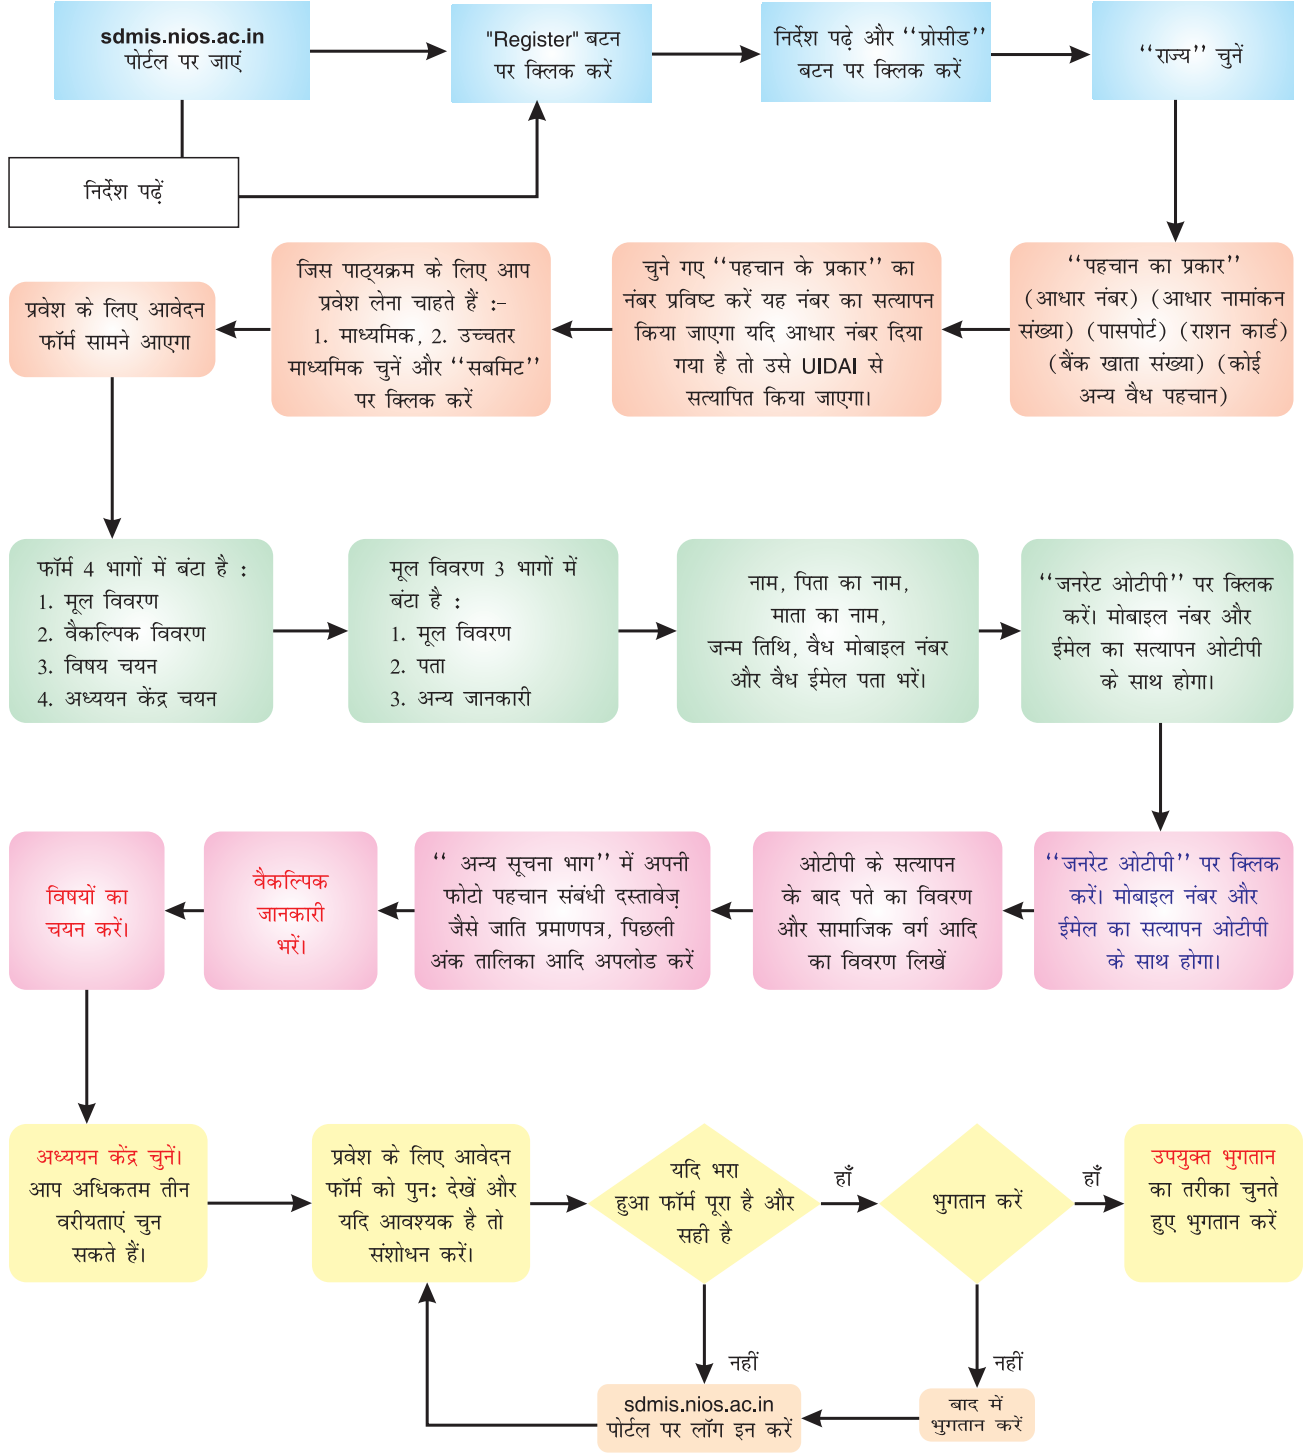 sdmis.nios.ac.in
पोर्टल पर जाएं
"Register" बटन
पर क्लिक करें
निर्देश पढ़े और ‘‘प्रोसीड’’
बटन पर क्लिक करें
‘‘राज्य’’ चुनें
निर्देश पढ़ें
‘‘पहचान का प्रकार’’
(आधार नंबर) (आधार नामांकन
संख्या) (पासपोर्ट) (राशन कार्ड)
(बैंक खाता संख्या) (कोई
अन्य वैध पहचान)
चुने गए ‘‘पहचान के प्रकार’’ का
नंबर प्रविष्ट करें यह नंबर का सत्यापन
किया जाएगा यदि आधार नंबर दिया
गया है तो उसे UIDAI से
सत्यापित किया जाएगा।
जिस पाठ्यक्रम के लिए आप
प्रवेश लेना चाहते हैं :-
1. माध्यमिक, 2. उच्चतर
माध्यमिक चुनें और ‘‘सबमिट’’
पर क्लिक करें
प्रवेश के लिए आवेदन
फॉर्म सामने आएगा
फॉर्म 4 भागों में बंटा है :
1. मूल विवरण
2. वैकल्पिक विवरण
3. विषय चयन
4. अध्ययन केंद्र चयन
मूल विवरण 3 भागों में
बंटा है :
1. मूल विवरण
2. पता
3. अन्य जानकारी
नाम, पिता का नाम,
माता का नाम,
जन्म तिथि, वैध मोबाइल नंबर
और वैध ईमेल पता भरें।
‘‘जनरेट ओटीपी’’ पर क्लिक
करें। मोबाइल नंबर और
ईमेल का सत्यापन ओटीपी
के साथ होगा।
‘‘जनरेट ओटीपी’’ पर क्लिक
करें। मोबाइल नंबर और
ईमेल का सत्यापन ओटीपी
के साथ होगा।
ओटीपी के सत्यापन
के बाद पते का विवरण
और सामाजिक वर्ग आदि
का विवरण लिखें
‘‘ अन्य सूचना भाग’’ में अपनी
फोटो पहचान संबंधी दस्तावेज़
जैसे जाति प्रमाणपत्र, पिछली
अंक तालिका आदि अपलोड करें
वैकल्पिक
जानकारी
भरें।
विषयों का
चयन करें।
अध्ययन केंद्र चुनें।
आप अधिकतम तीन
वरीयताएं चुन
सकते हैं।
प्रवेश के लिए आवेदन
फॉर्म को पुन: देखें और
यदि आवश्यक है तो
संशोधन करें।
यदि भरा
हुआ फॉर्म पूरा है और
सही है
हाँ
भुगतान करें
हाँ
उपयुक्त भुगतान
का तरीका चुनते
हुए भुगतान करें
नहीं
नहीं
sdmis.nios.ac.in
पोर्टल पर लॉग इन करें
बाद में
भुगतान करें